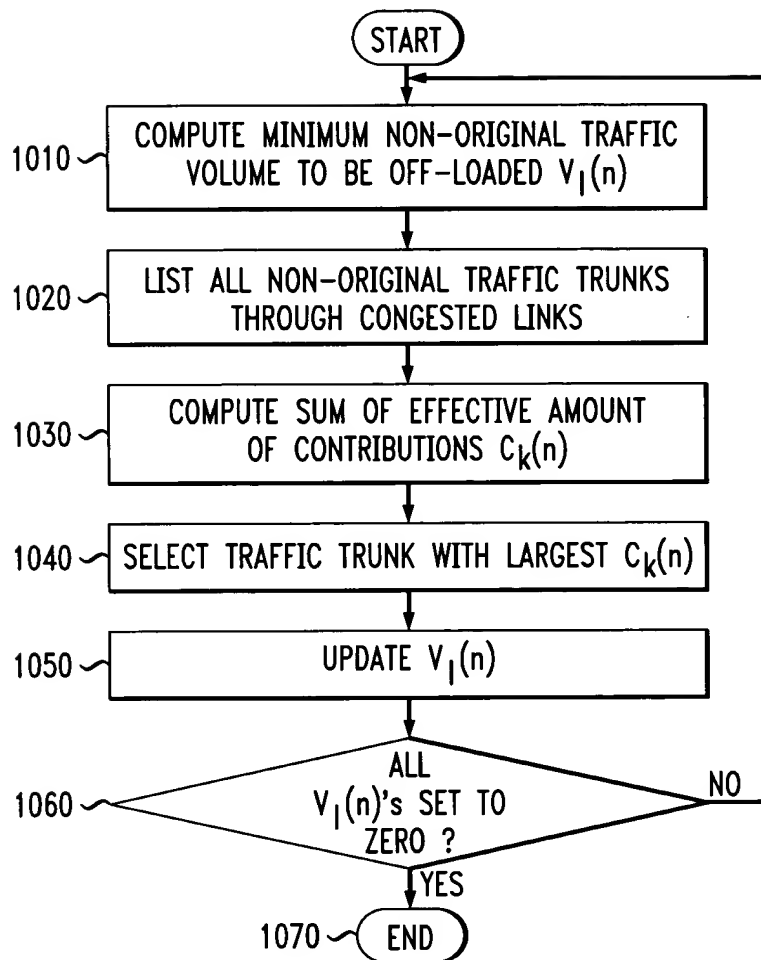 START
1010
COMPUTE MINIMUM NON-ORIGINAL TRAFFIC
VOLUME TO BE OFF-LOADED V_l(n)
1020
LIST ALL NON-ORIGINAL TRAFFIC TRUNKS
THROUGH CONGESTED LINKS
1030
COMPUTE SUM OF EFFECTIVE AMOUNT
OF CONTRIBUTIONS C_k(n)
1040
SELECT TRAFFIC TRUNK WITH LARGEST C_k(n)
1050
UPDATE V_l(n)
1060
ALL
V_l(n)'s SET TO
ZERO ?
NO
YES
1070
END